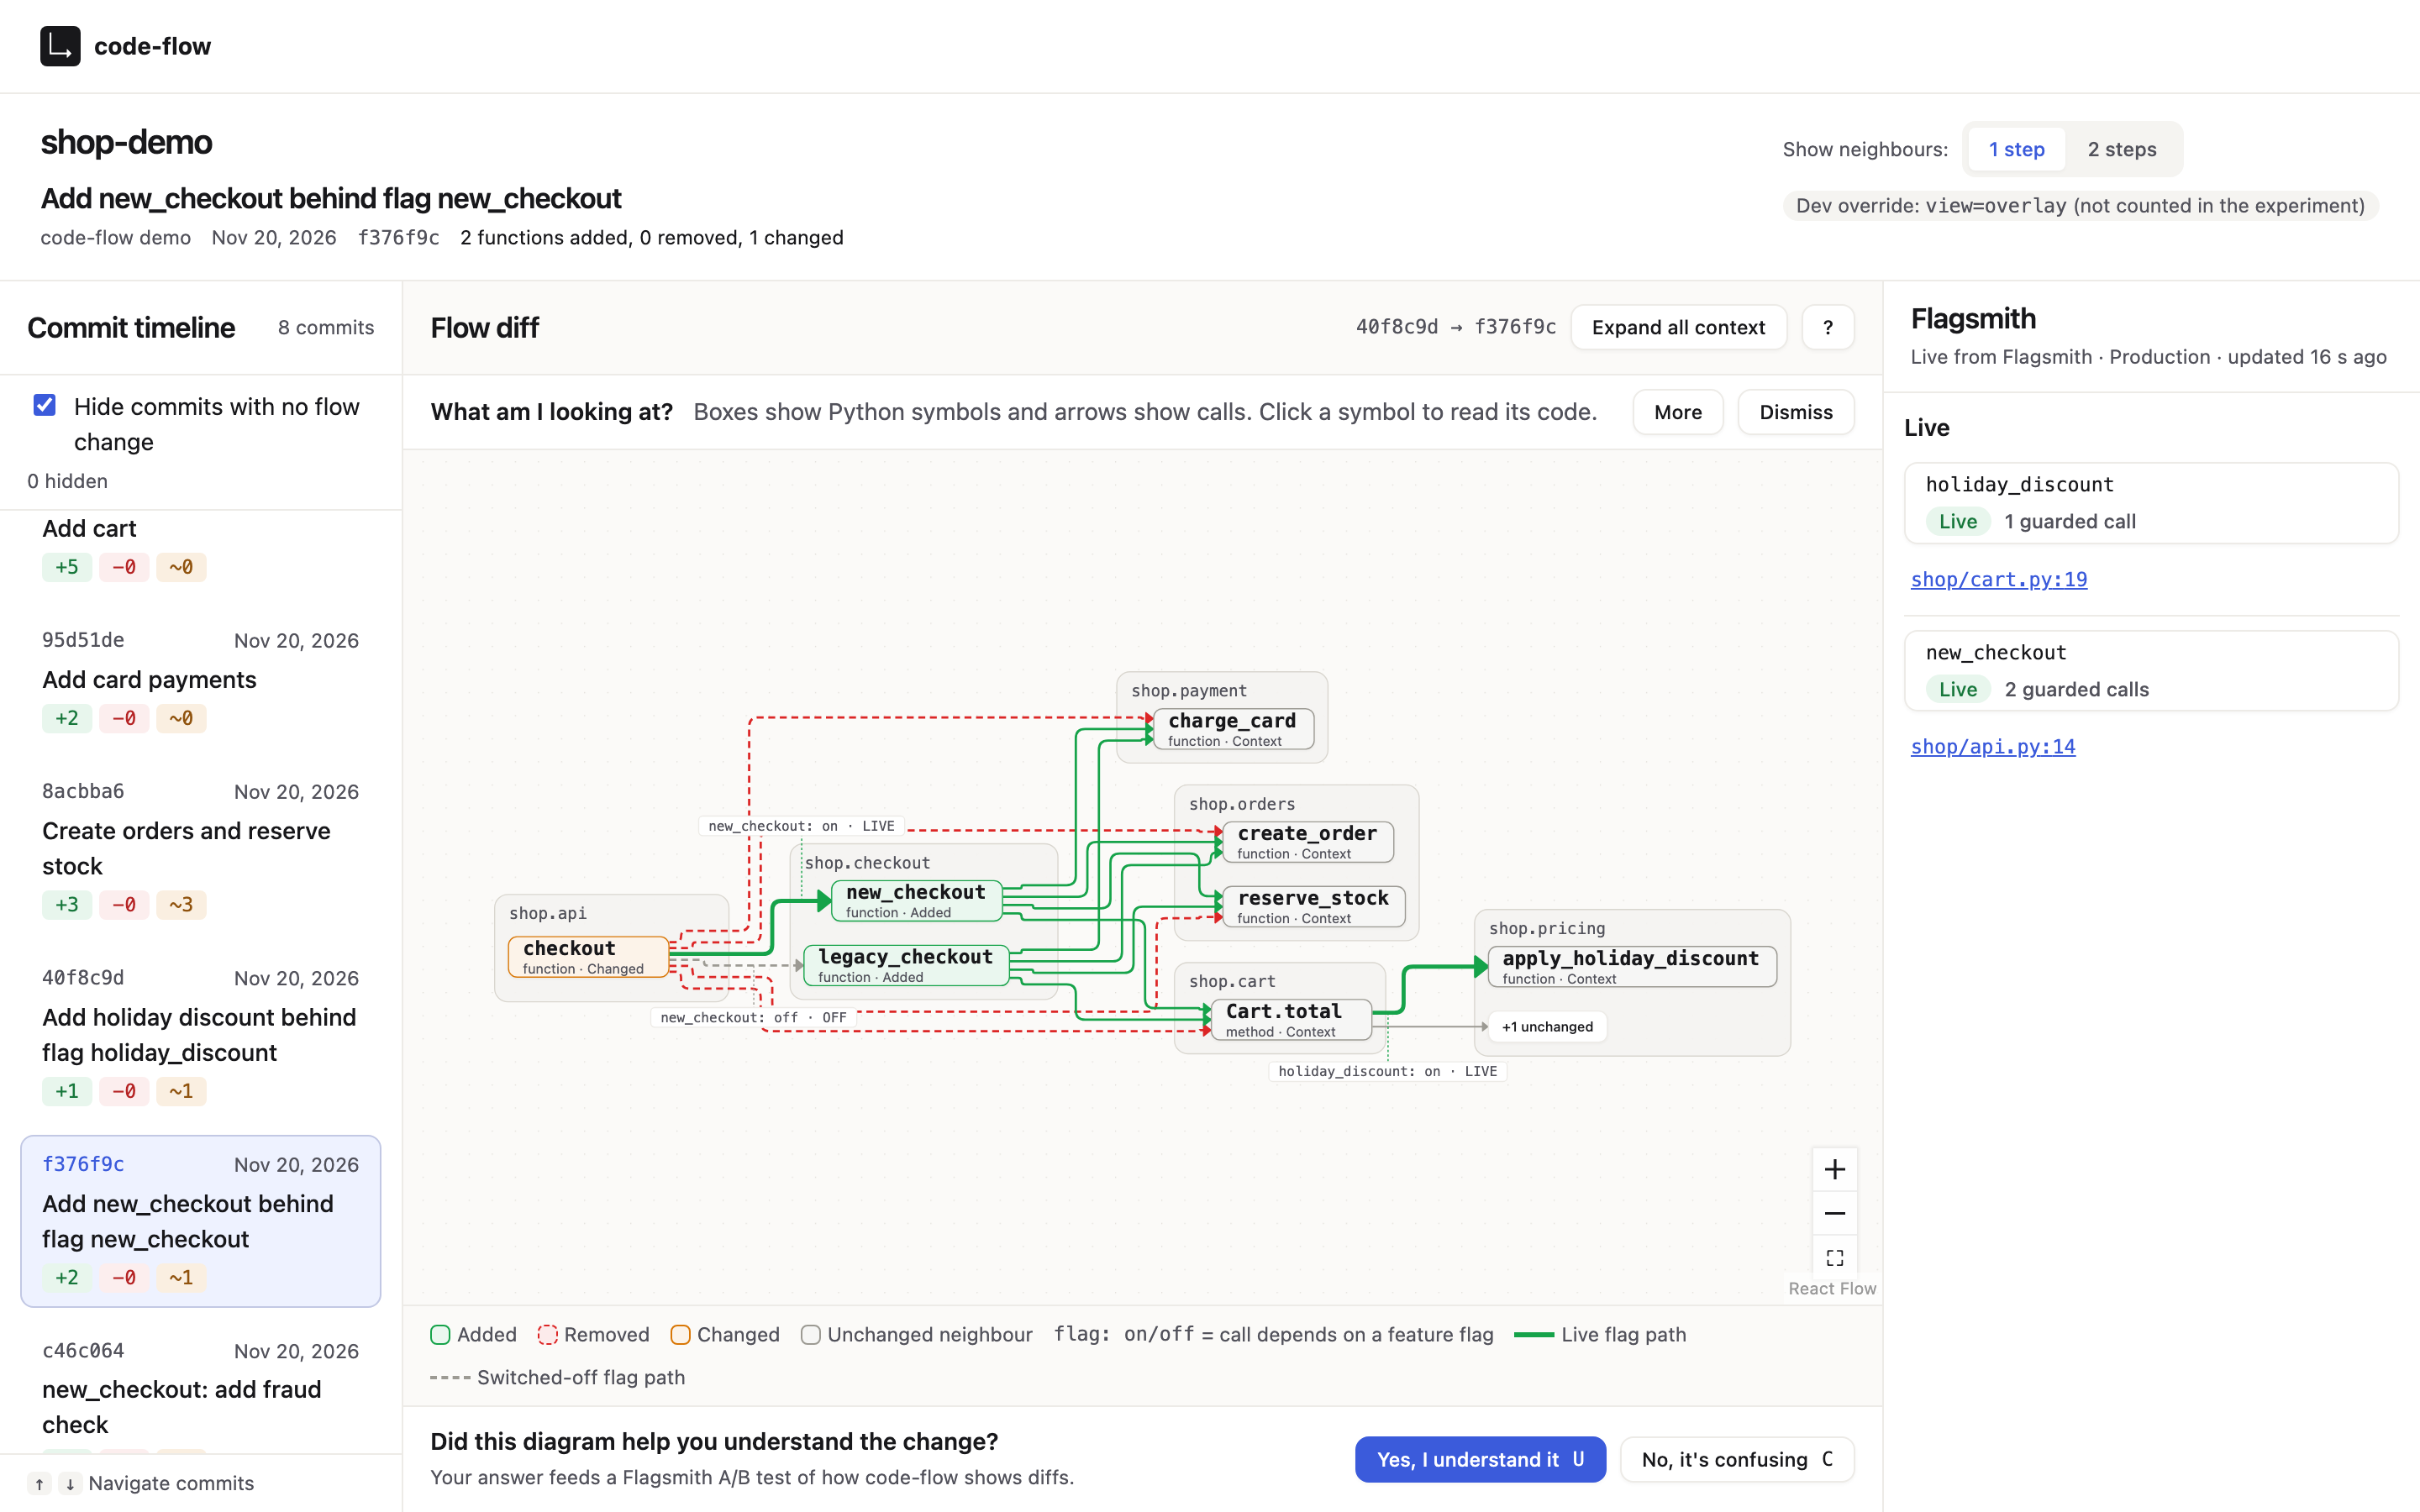 code-flow
shop-demo
Add new_checkout behind flag new_checkout
code-flow demo Nov 20, 2026 f376f9c 2 functions added, 0 removed, 1 changed
Show neighbours: 1 step 2 steps
Dev override: view=overlay (not counted in the experiment)
Commit timeline 8 commits
Hide commits with no flow
change
0 hidden
Add cart
+5 −0 ~0
95d51de Nov 20, 2026
Add card payments
+2 −0 ~0
8acbba6 Nov 20, 2026
Create orders and reserve
stock
+3 −0 ~3
40f8c9d Nov 20, 2026
Add holiday discount behind
flag holiday_discount
+1 −0 ~1
f376f9c Nov 20, 2026
Add new_checkout behind
flag new_checkout
+2 −0 ~1
c46c064 Nov 20, 2026
new_checkout: add fraud
check
↑ ↓ Navigate commits
Flow diff 40f8c9d → f376f9c Expand all context ?
What am I looking at? Boxes show Python symbols and arrows show calls. Click a symbol to read its code. More Dismiss
shop.payment
charge_card
function · Context
shop.orders
create_order
function · Context
reserve_stock
function · Context
new_checkout: on · LIVE
shop.checkout
new_checkout
function · Added
legacy_checkout
function · Added
shop.api
checkout
function · Changed
new_checkout: off · OFF
shop.cart
Cart.total
method · Context
holiday_discount: on · LIVE
shop.pricing
apply_holiday_discount
function · Context
+1 unchanged
React Flow
Added Removed Changed Unchanged neighbour flag: on/off = call depends on a feature flag Live flag path
Switched-off flag path
Did this diagram help you understand the change?
Your answer feeds a Flagsmith A/B test of how code-flow shows diffs.
Yes, I understand it U No, it's confusing C
Flagsmith
Live from Flagsmith · Production · updated 16 s ago
Live
holiday_discount
Live 1 guarded call
shop/cart.py:19
new_checkout
Live 2 guarded calls
shop/api.py:14